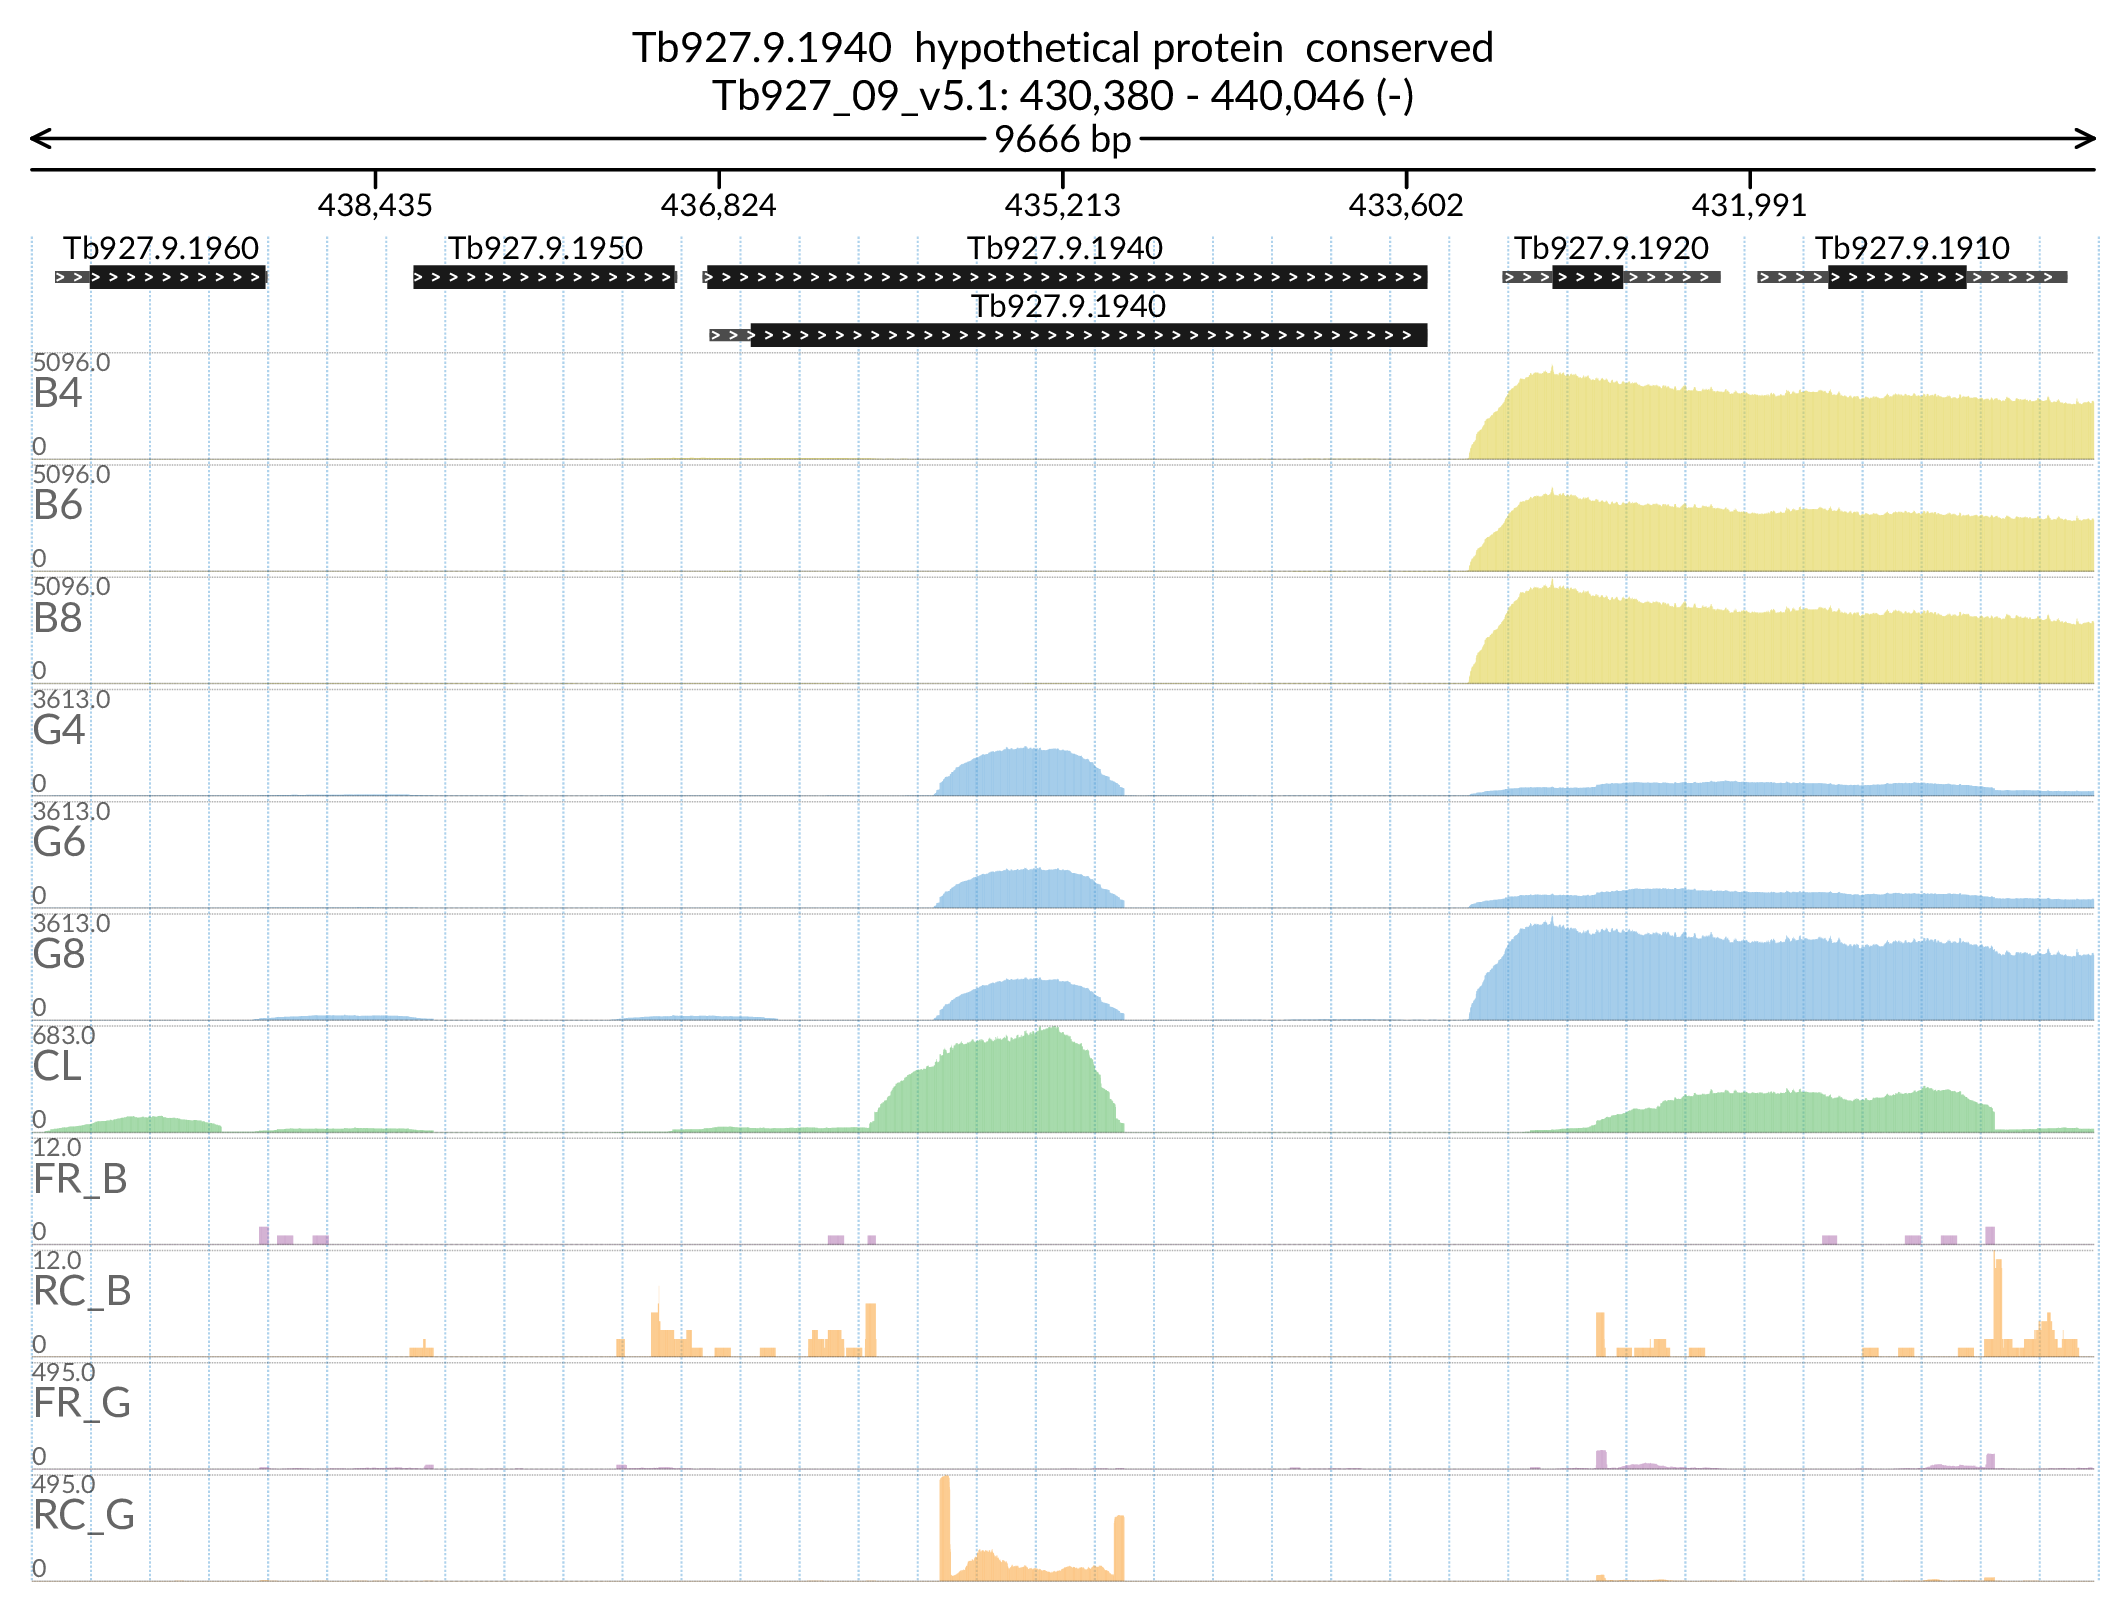 Tb927.9.1940 hypothetical protein conserved
Tb927_09_v5.1: 430,380 - 440,046 (-)
9666 bp
438,435 436,824 435,213 433,602 431,991
Tb927.9.1960 Tb927.9.1950 Tb927.9.1940 Tb927.9.1920 Tb927.9.1910
Tb927.9.1940
5096.0
B4
0
5096.0
B6
0
5096.0
B8
0
3613.0
G4
0
3613.0
G6
0
3613.0
G8
0
683.0
CL
0
12.0
FR_B
0
12.0
RC_B
0
495.0
FR_G
0
495.0
RC_G
0